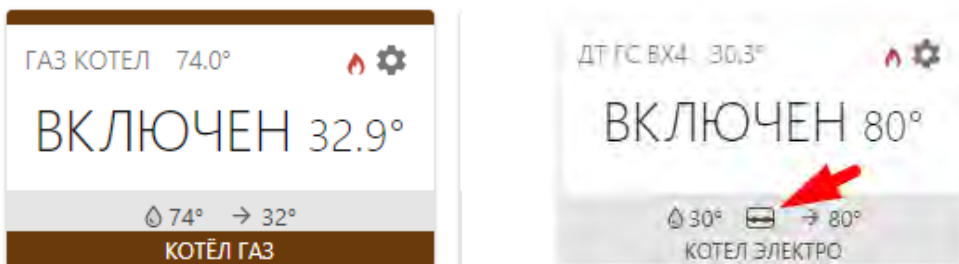 ГАЗ КОТЕЛ 74.0°
ВКЛЮЧЕН 32.9°
74° → 32°
КОТЁЛ ГАЗ
ДТ ГС ВХ4 30.3°
ВКЛЮЧЕН 80°
30° → 80°
КОТЕЛ ЭЛЕКТРО